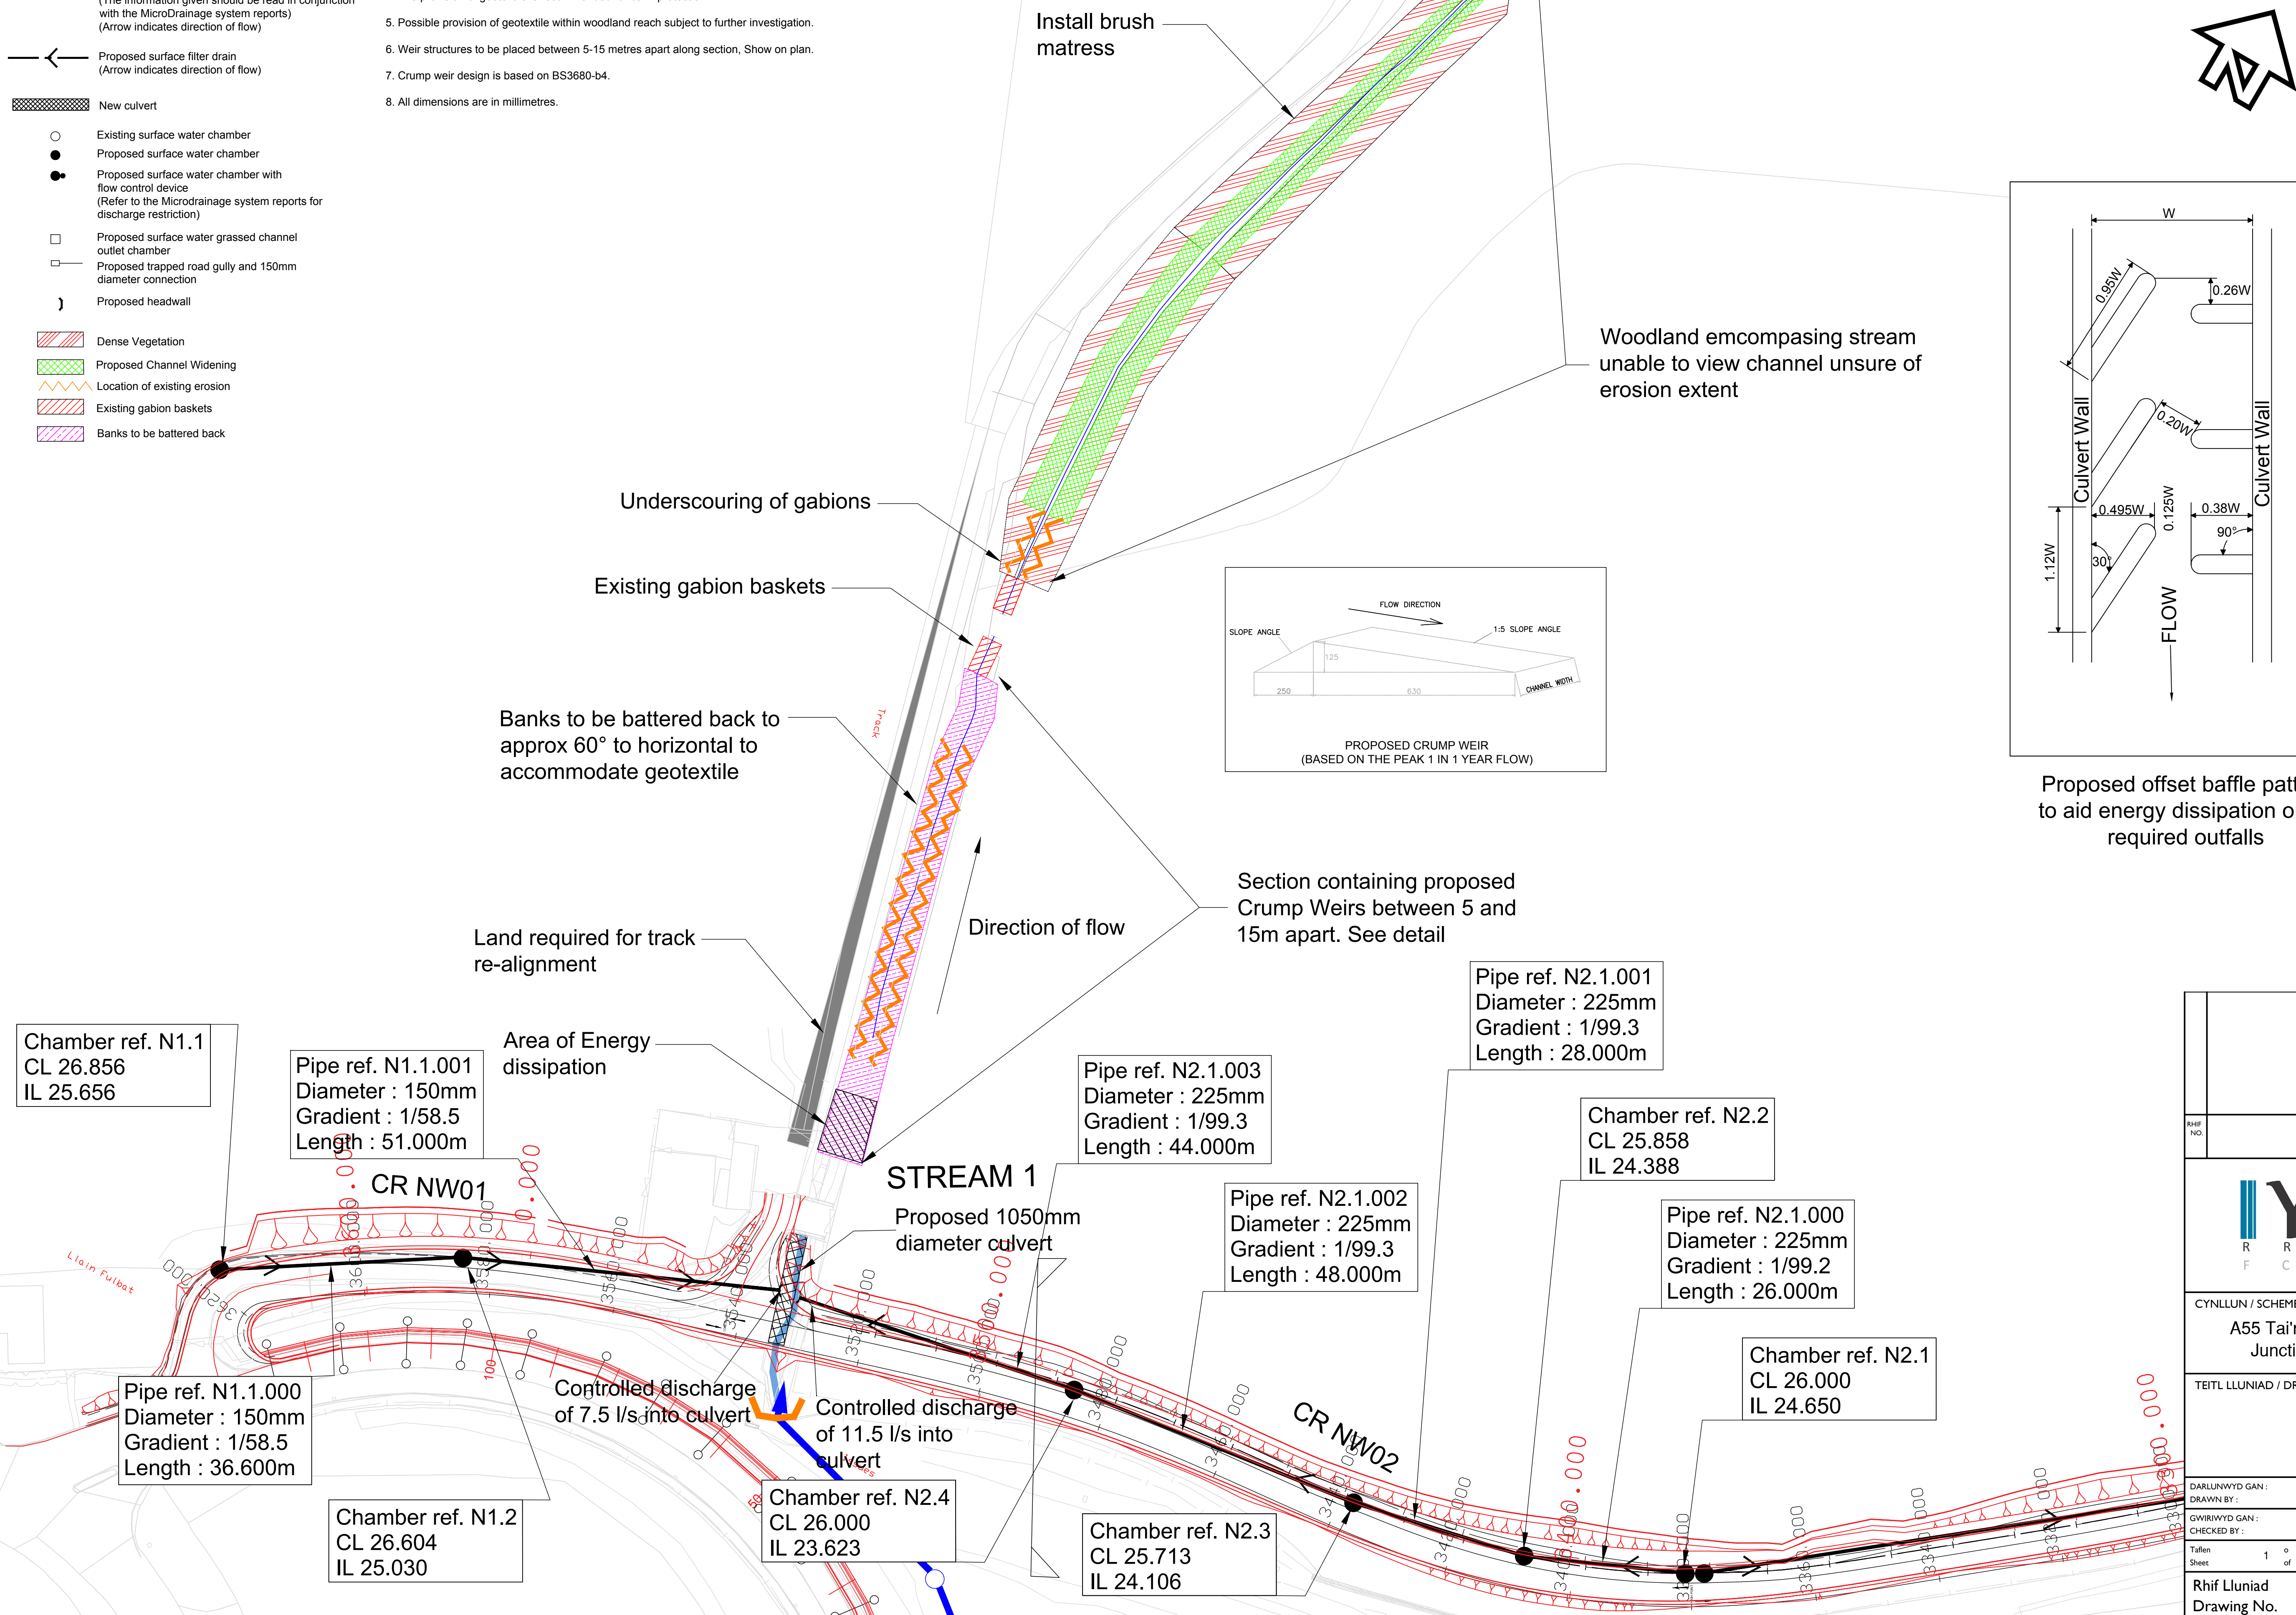 (The information given should be read in conjunction
with the MicroDrainage system reports)
(Arrow indicates direction of flow)
Proposed surface filter drain
(Arrow indicates direction of flow)
New culvert
Existing surface water chamber
Proposed surface water chamber
Proposed surface water chamber with
flow control device
(Refer to the Microdrainage system reports for
discharge restriction)
Proposed surface water grassed channel
outlet chamber
Proposed trapped road gully and 150mm
diameter connection
Proposed headwall
Dense Vegetation
Proposed Channel Widening
Location of existing erosion
Existing gabion baskets
Banks to be battered back
5. Possible provision of geotextile within woodland reach subject to further investigation.
6. Weir structures to be placed between 5-15 metres apart along section, Show on plan.
7. Crump weir design is based on BS3680-b4.
8. All dimensions are in millimetres.
Install brush
matress
N
Woodland emcompasing stream
unable to view channel unsure of
erosion extent
W
0.95W
0.26W
0.20W
Culvert Wall
Culvert Wall
0.495W
0.125W
0.38W
90°
30°
1.12W
FLOW
Proposed offset baffle patt
to aid energy dissipation o
required outfalls
Underscouring of gabions
Existing gabion baskets
FLOW DIRECTION
SLOPE ANGLE
1:5 SLOPE ANGLE
125
250
630
CHANNEL WIDTH
PROPOSED CRUMP WEIR
(BASED ON THE PEAK 1 IN 1 YEAR FLOW)
Track
Banks to be battered back to
approx 60° to horizontal to
accommodate geotextile
Section containing proposed
Crump Weirs between 5 and
15m apart. See detail
Direction of flow
Land required for track
re-alignment
Area of Energy
dissipation
Chamber ref. N1.1
CL 26.856
IL 25.656
Pipe ref. N1.1.001
Diameter : 150mm
Gradient : 1/58.5
Length : 51.000m
Pipe ref. N2.1.003
Diameter : 225mm
Gradient : 1/99.3
Length : 44.000m
Pipe ref. N2.1.001
Diameter : 225mm
Gradient : 1/99.3
Length : 28.000m
Chamber ref. N2.2
CL 25.858
IL 24.388
Pipe ref. N2.1.002
Diameter : 225mm
Gradient : 1/99.3
Length : 48.000m
Pipe ref. N2.1.000
Diameter : 225mm
Gradient : 1/99.2
Length : 26.000m
Chamber ref. N2.1
CL 26.000
IL 24.650
CR NW01
STREAM 1
Proposed 1050mm
diameter culvert
Llain Fulbat
Pipe ref. N1.1.000
Diameter : 150mm
Gradient : 1/58.5
Length : 36.600m
Chamber ref. N1.2
CL 26.604
IL 25.030
100
50
Controlled discharge
of 7.5 l/s into culvert
Controlled discharge
of 11.5 l/s into
culvert
Chamber ref. N2.4
CL 26.000
IL 23.623
Chamber ref. N2.3
CL 25.713
IL 24.106
CR NW02
RHIF
NO.
Y
R R
F C
CYNLLUN / SCHEME
A55 Tai'r
Juncti
TEITL LLUNIAD / DR
DARLUNWYD GAN :
DRAWN BY :
GWIRIWYD GAN :
CHECKED BY :
Taflen 1 o
Sheet of
Rhif Lluniad
Drawing No.